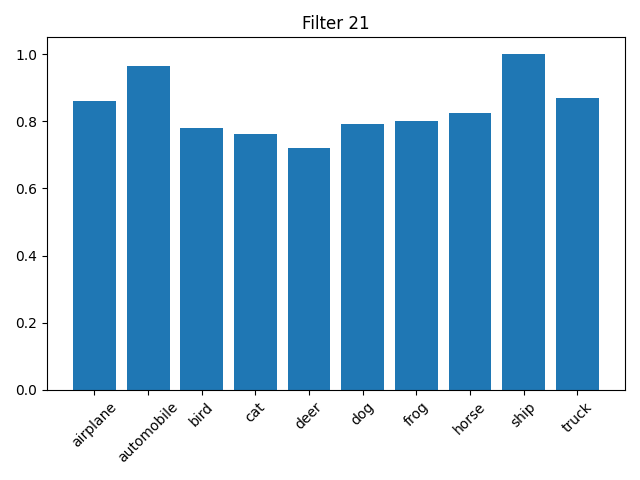 Filter 21
1.0
0.8
0.6
0.4
0.2
0.0
airplane
automobile
bird
cat
deer
dog
frog
horse
ship
truck